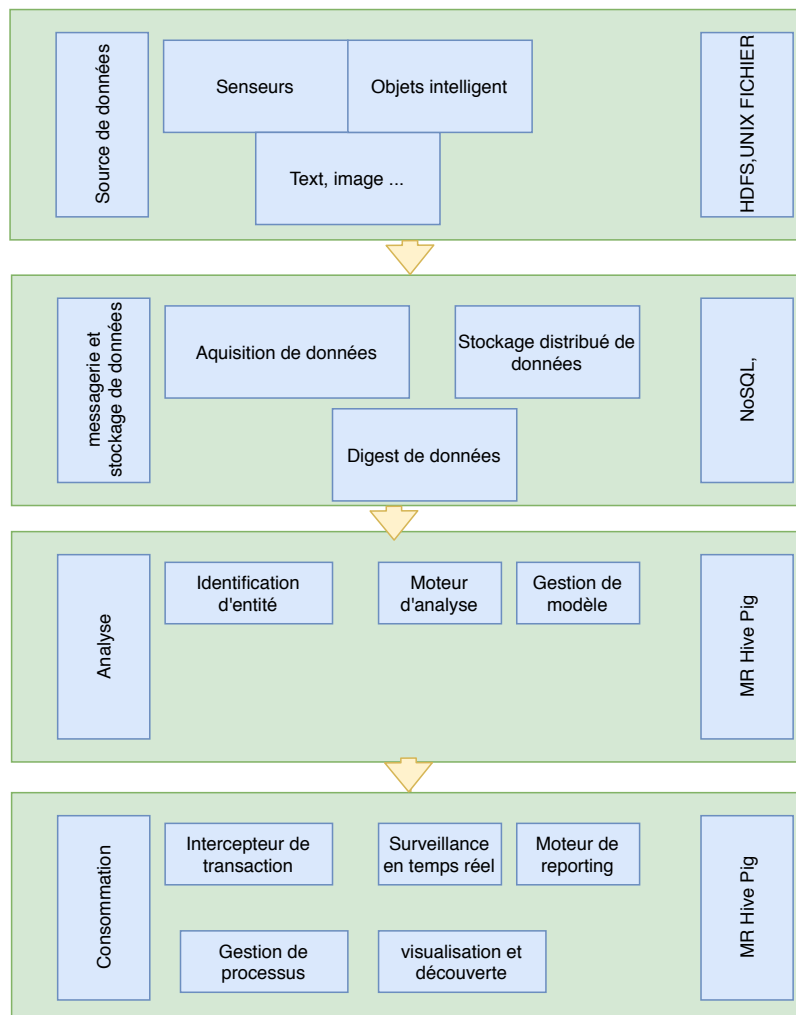 Source de données
Senseurs
Objets intelligent
Text, image ...
HDFS,UNIX FICHIER
messagerie et
stockage de données
Aquisition de données
Stockage distribué de
données
Digest de données
NoSQL,
Analyse
Identification
d'entité
Moteur
d'analyse
Gestion de
modèle
MR Hive Pig
Consommation
Intercepteur de
transaction
Surveillance
en temps réel
Moteur de
reporting
Gestion de
processus
visualisation et
découverte
MR Hive Pig